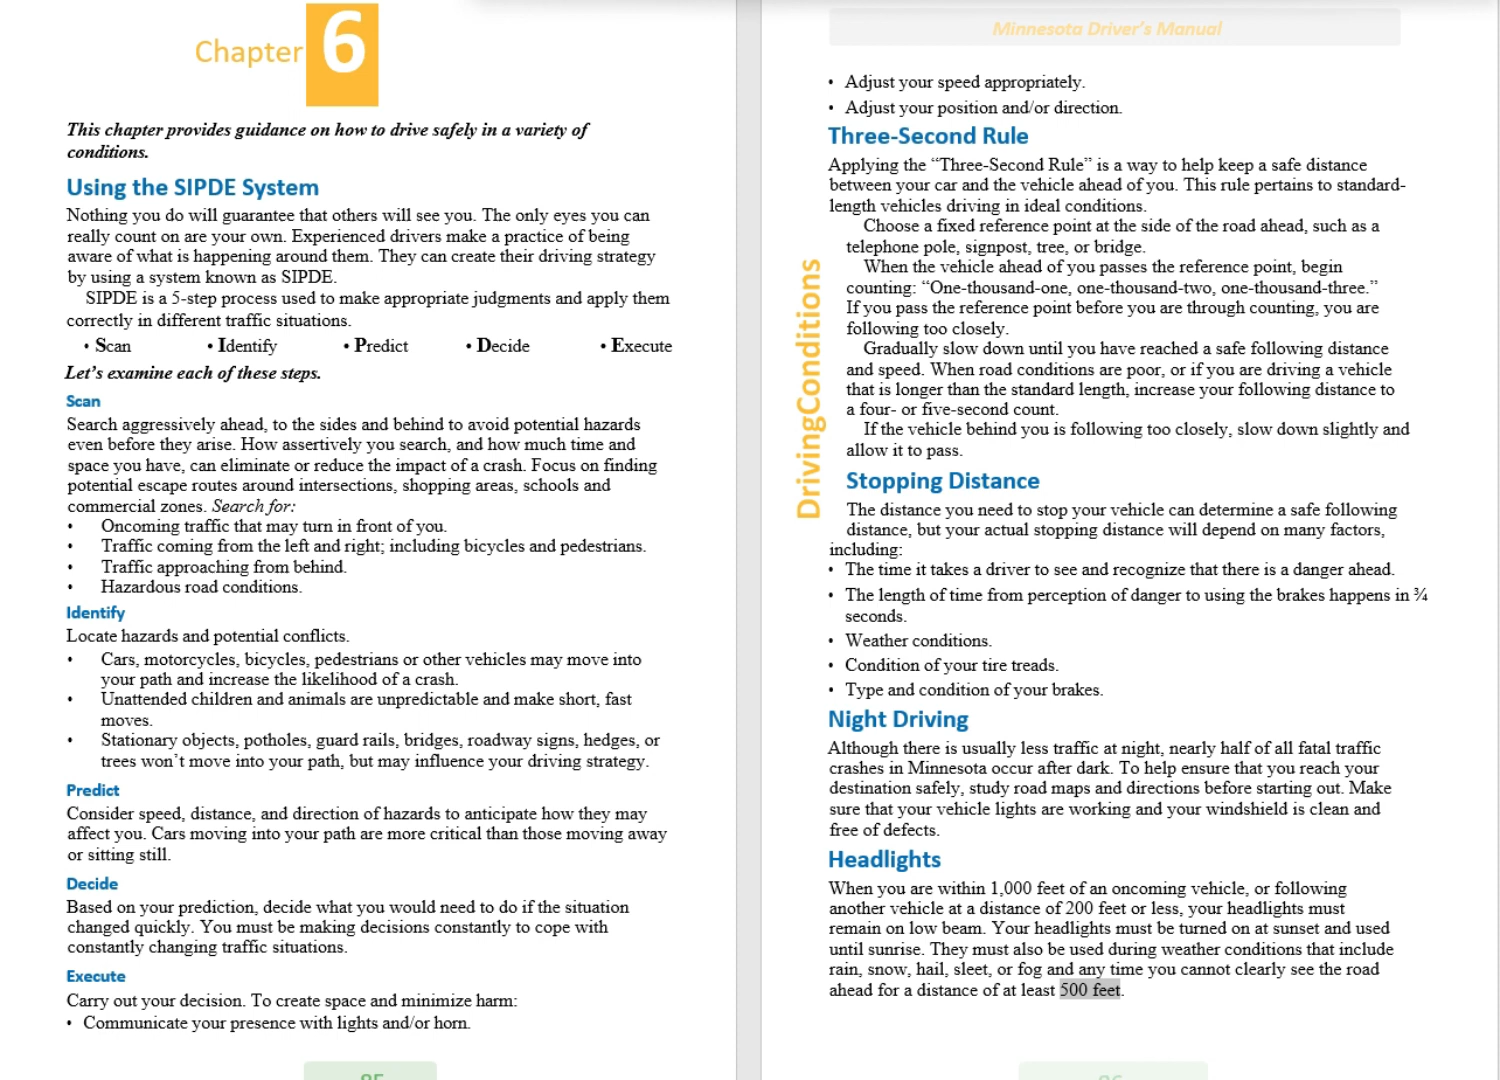 Chapter 6
This chapter provides guidance on how to drive safely in a variety of
conditions.
Using the SIPDE System
Nothing you do will guarantee that others will see you. The only eyes you can
really count on are your own. Experienced drivers make a practice of being
aware of what is happening around them. They can create their driving strategy
by using a system known as SIPDE.
SIPDE is a 5-step process used to make appropriate judgments and apply them
correctly in different traffic situations.
• Scan • Identify • Predict • Decide • Execute
Let's examine each of these steps.
Scan
Search aggressively ahead, to the sides and behind to avoid potential hazards
even before they arise. How assertively you search, and how much time and
space you have, can eliminate or reduce the impact of a crash. Focus on finding
potential escape routes around intersections, shopping areas, schools and
commercial zones. Search for:
• Oncoming traffic that may turn in front of you.
• Traffic coming from the left and right; including bicycles and pedestrians.
• Traffic approaching from behind.
• Hazardous road conditions.
Identify
Locate hazards and potential conflicts.
• Cars, motorcycles, bicycles, pedestrians or other vehicles may move into
your path and increase the likelihood of a crash.
• Unattended children and animals are unpredictable and make short, fast
moves.
• Stationary objects, potholes, guard rails, bridges, roadway signs, hedges, or
trees won't move into your path, but may influence your driving strategy.
Predict
Consider speed, distance, and direction of hazards to anticipate how they may
affect you. Cars moving into your path are more critical than those moving away
or sitting still.
Decide
Based on your prediction, decide what you would need to do if the situation
changed quickly. You must be making decisions constantly to cope with
constantly changing traffic situations.
Execute
Carry out your decision. To create space and minimize harm:
• Communicate your presence with lights and/or horn.
Minnesota Driver's Manual
• Adjust your speed appropriately.
• Adjust your position and/or direction.
Three-Second Rule
Applying the “Three-Second Rule” is a way to help keep a safe distance
between your car and the vehicle ahead of you. This rule pertains to standard-
length vehicles driving in ideal conditions.
Choose a fixed reference point at the side of the road ahead, such as a
telephone pole, signpost, tree, or bridge.
When the vehicle ahead of you passes the reference point, begin
counting: “One-thousand-one, one-thousand-two, one-thousand-three.”
If you pass the reference point before you are through counting, you are
following too closely.
Gradually slow down until you have reached a safe following distance
and speed. When road conditions are poor, or if you are driving a vehicle
that is longer than the standard length, increase your following distance to
a four- or five-second count.
If the vehicle behind you is following too closely, slow down slightly and
allow it to pass.
DrivingConditions
Stopping Distance
The distance you need to stop your vehicle can determine a safe following
distance, but your actual stopping distance will depend on many factors,
including:
• The time it takes a driver to see and recognize that there is a danger ahead.
• The length of time from perception of danger to using the brakes happens in ¾
seconds.
• Weather conditions.
• Condition of your tire treads.
• Type and condition of your brakes.
Night Driving
Although there is usually less traffic at night, nearly half of all fatal traffic
crashes in Minnesota occur after dark. To help ensure that you reach your
destination safely, study road maps and directions before starting out. Make
sure that your vehicle lights are working and your windshield is clean and
free of defects.
Headlights
When you are within 1,000 feet of an oncoming vehicle, or following
another vehicle at a distance of 200 feet or less, your headlights must
remain on low beam. Your headlights must be turned on at sunset and used
until sunrise. They must also be used during weather conditions that include
rain, snow, hail, sleet, or fog and any time you cannot clearly see the road
ahead for a distance of at least 500 feet.